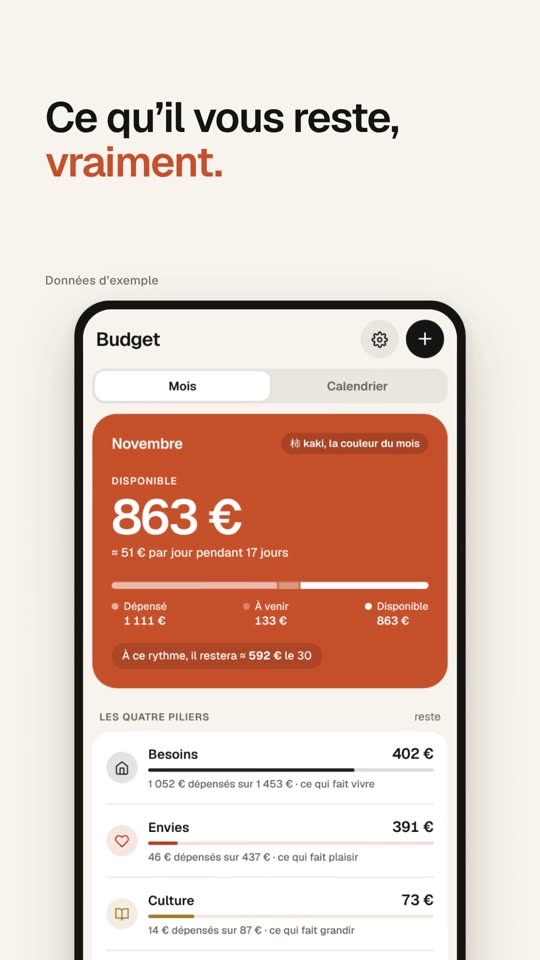 Ce qu’il vous reste,
vraiment.
Données d’exemple
Budget
Mois
Calendrier
Novembre
柿 kaki, la couleur du mois
DISPONIBLE
863 €
≈ 51 € par jour pendant 17 jours
Dépensé
À venir
Disponible
1 111 €
133 €
863 €
À ce rythme, il restera ≈ 592 € le 30
LES QUATRE PILIERS
reste
Besoins
402 €
1 052 € dépensés sur 1 453 € · ce qui fait vivre
Envies
391 €
46 € dépensés sur 437 € · ce qui fait plaisir
Culture
73 €
14 € dépensés sur 87 € · ce qui fait grandir